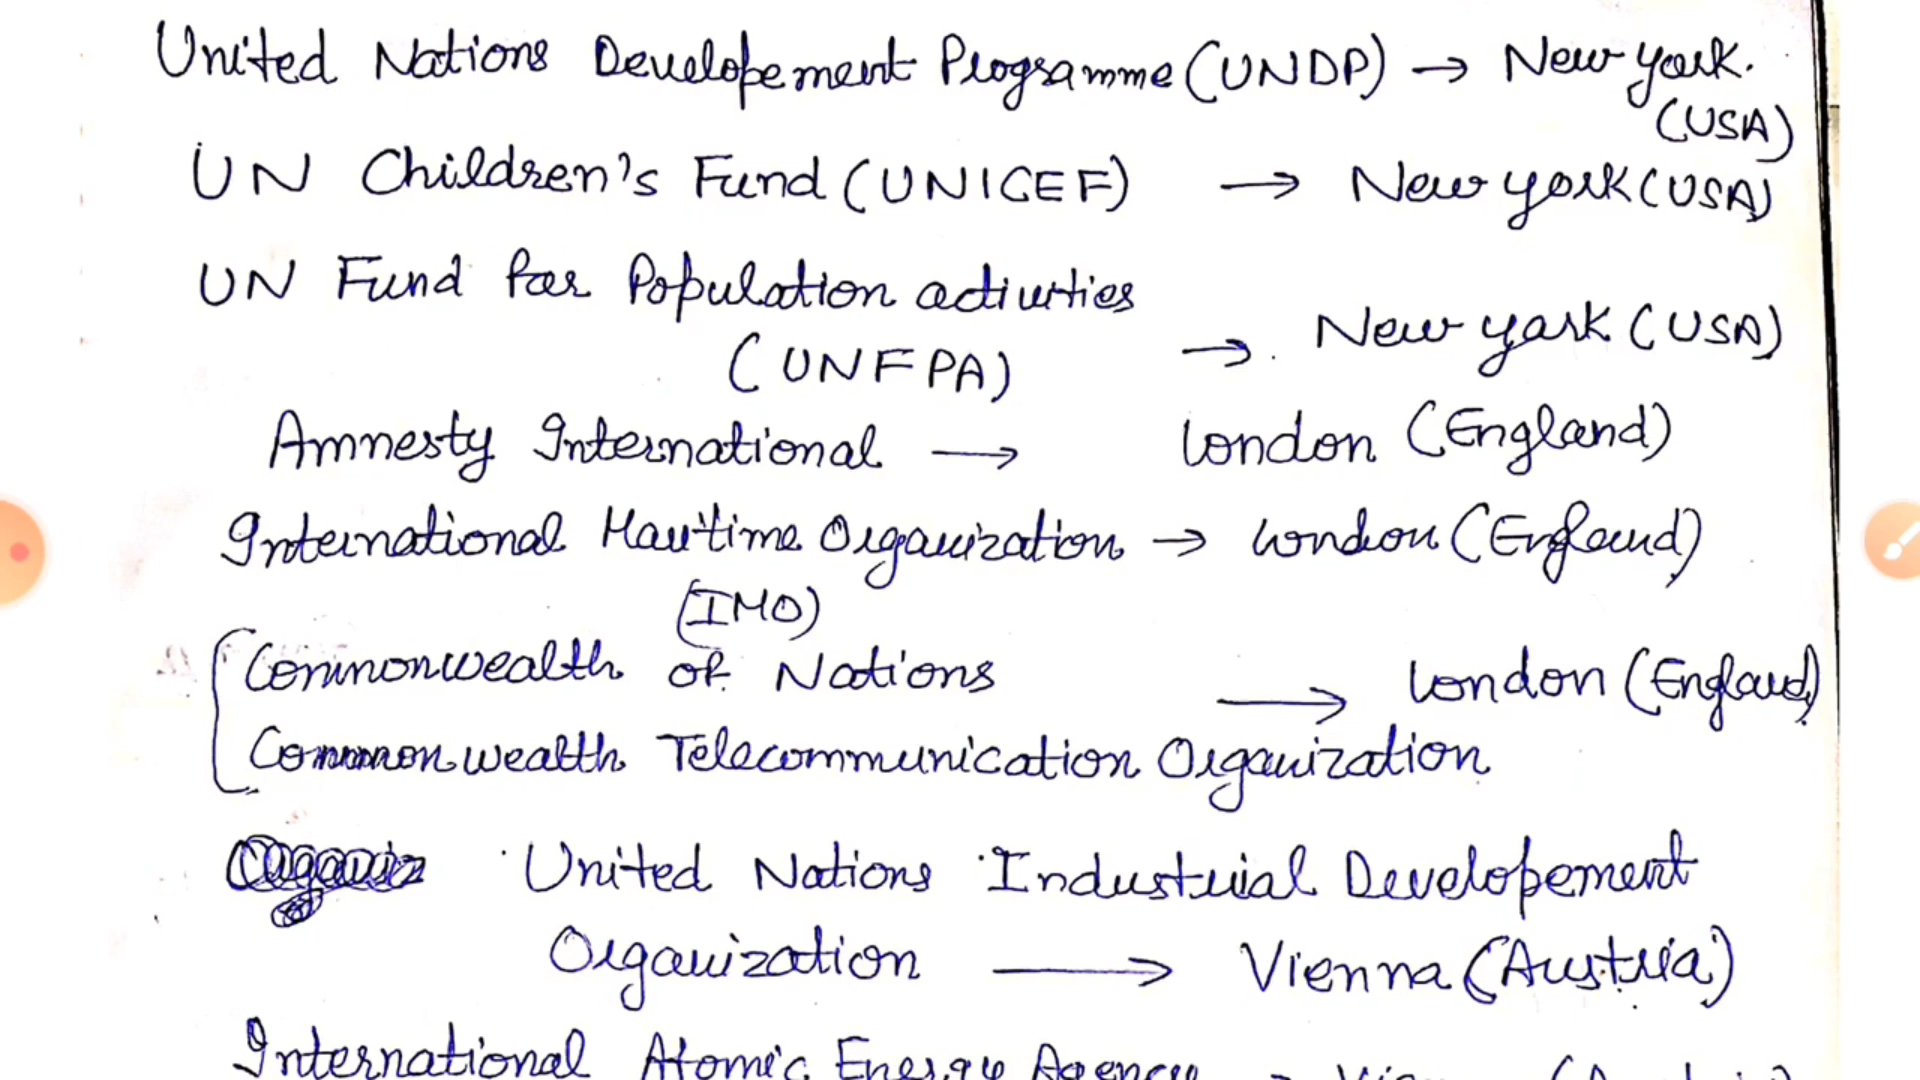 United Nations Developement Programme (UNDP) → New york.
(USA)
UN Children's Fund (UNICEF) → New york (USA)
UN Fund for Population activities
(UNFPA) → New york (USA)
Amnesty International → London (England)
International Maritime Organization → London (England)
(IMO)
Commonwealth of Nations → London (England)
Commonwealth Telecommunication Organization
United Nations Industrial Developement
Organization → Vienna (Austria)
International Atomic Energy Agency →